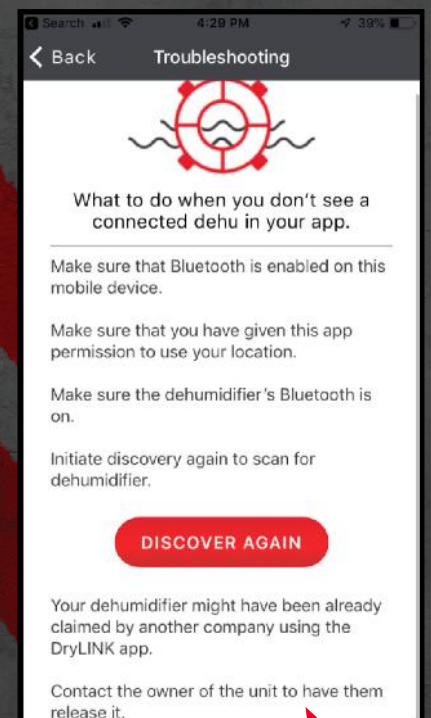 Search 4:29 PM 39%
Back Troubleshooting
What to do when you don't see a
connected dehu in your app.
Make sure that Bluetooth is enabled on this
mobile device.
Make sure that you have given this app
permission to use your location.
Make sure the dehumidifier's Bluetooth is
on.
Initiate discovery again to scan for
dehumidifier.
DISCOVER AGAIN
Your dehumidifier might have been already
claimed by another company using the
DryLINK app.
Contact the owner of the unit to have them
release it.